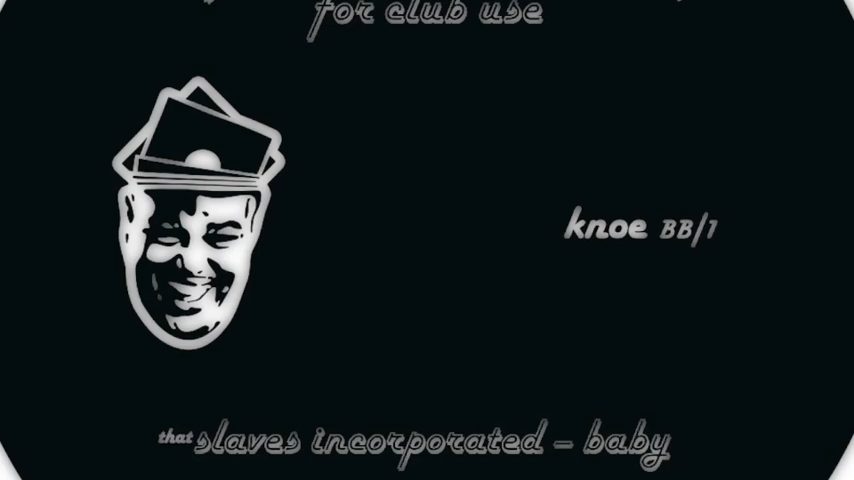 for club use
knoe BB/1
that slaves incorporated – baby